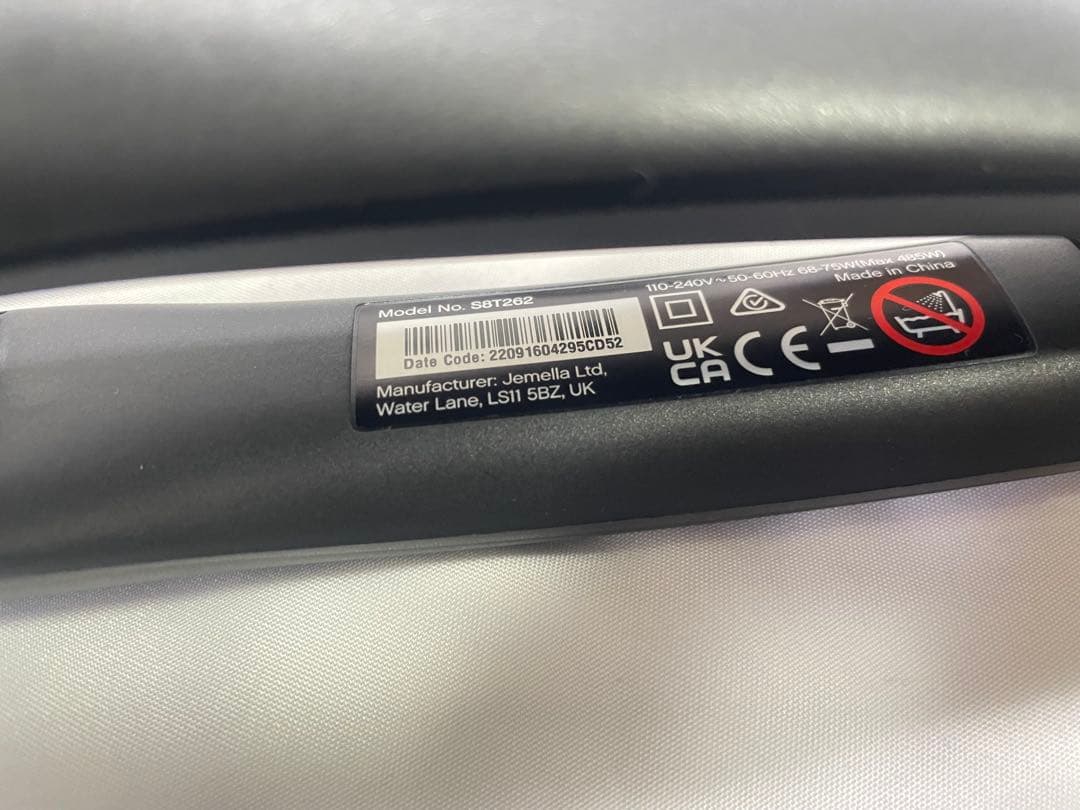 Model No. S8T262
Date Code: 22091604295CD52
Manufacturer: Jemella Ltd,
Water Lane, LS11 5BZ, UK
110-240V~50-60Hz 68-75W(Max 485W)
Made in China
UK
CA
CE